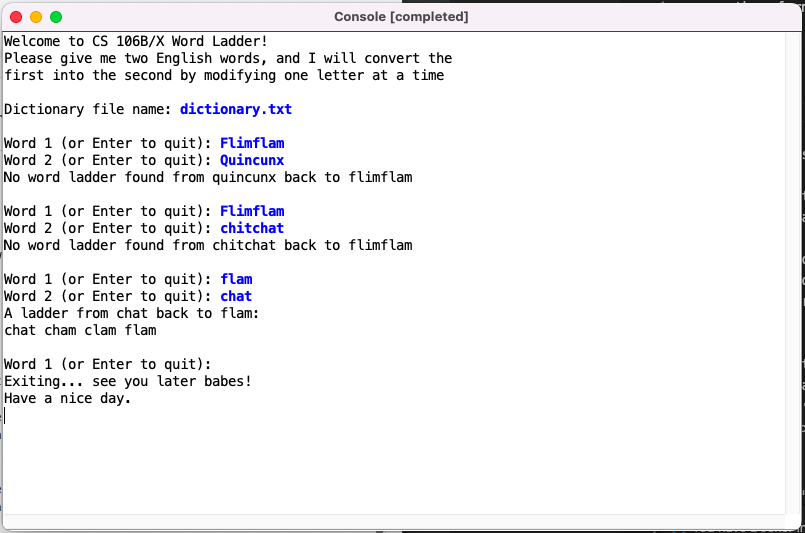 Console [completed]
Welcome to CS 106B/X Word Ladder!
Please give me two English words, and I will convert the
first into the second by modifying one letter at a time
Dictionary file name: dictionary.txt
Word 1 (or Enter to quit): Flimflam
Word 2 (or Enter to quit): Quincunx
No word ladder found from quincunx back to flimflam
Word 1 (or Enter to quit): Flimflam
Word 2 (or Enter to quit): chitchat
No word ladder found from chitchat back to flimflam
Word 1 (or Enter to quit): flam
Word 2 (or Enter to quit): chat
A ladder from chat back to flam:
chat cham clam flam
Word 1 (or Enter to quit):
Exiting... see you later babes!
Have a nice day.